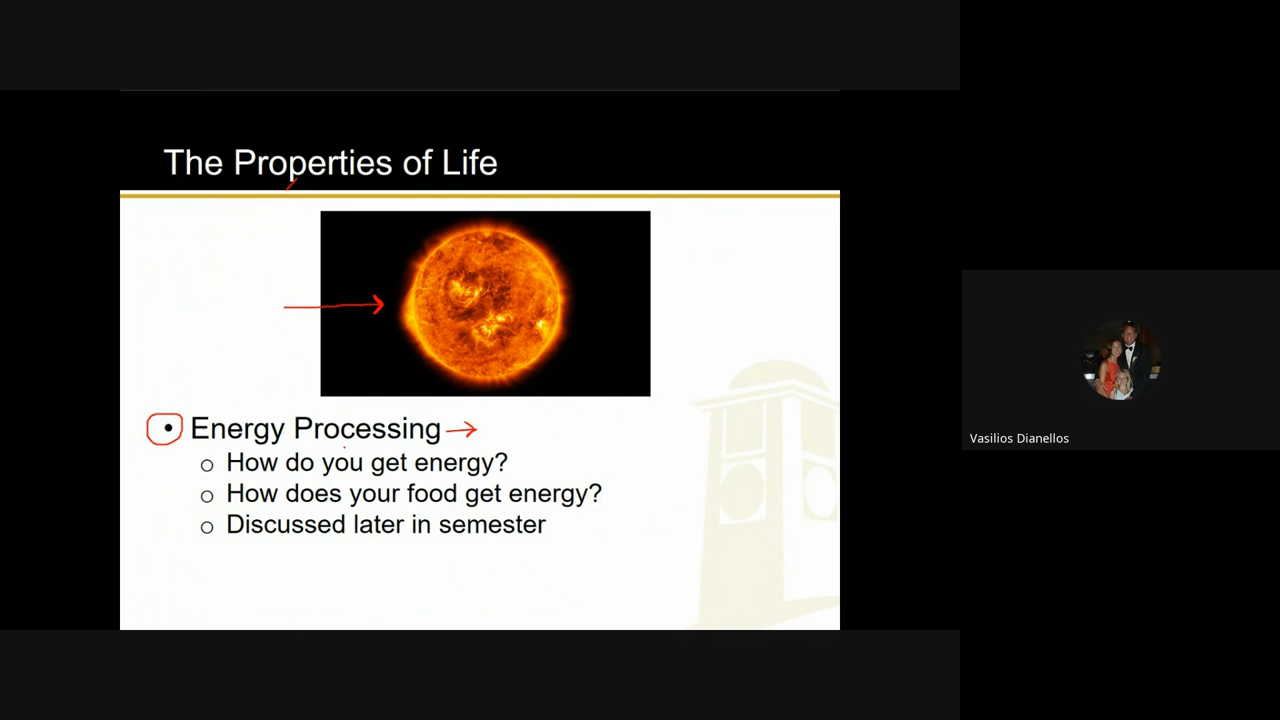 The Properties of Life
• Energy Processing →
o How do you get energy?
o How does your food get energy?
o Discussed later in semester
Vasilios Dianellos